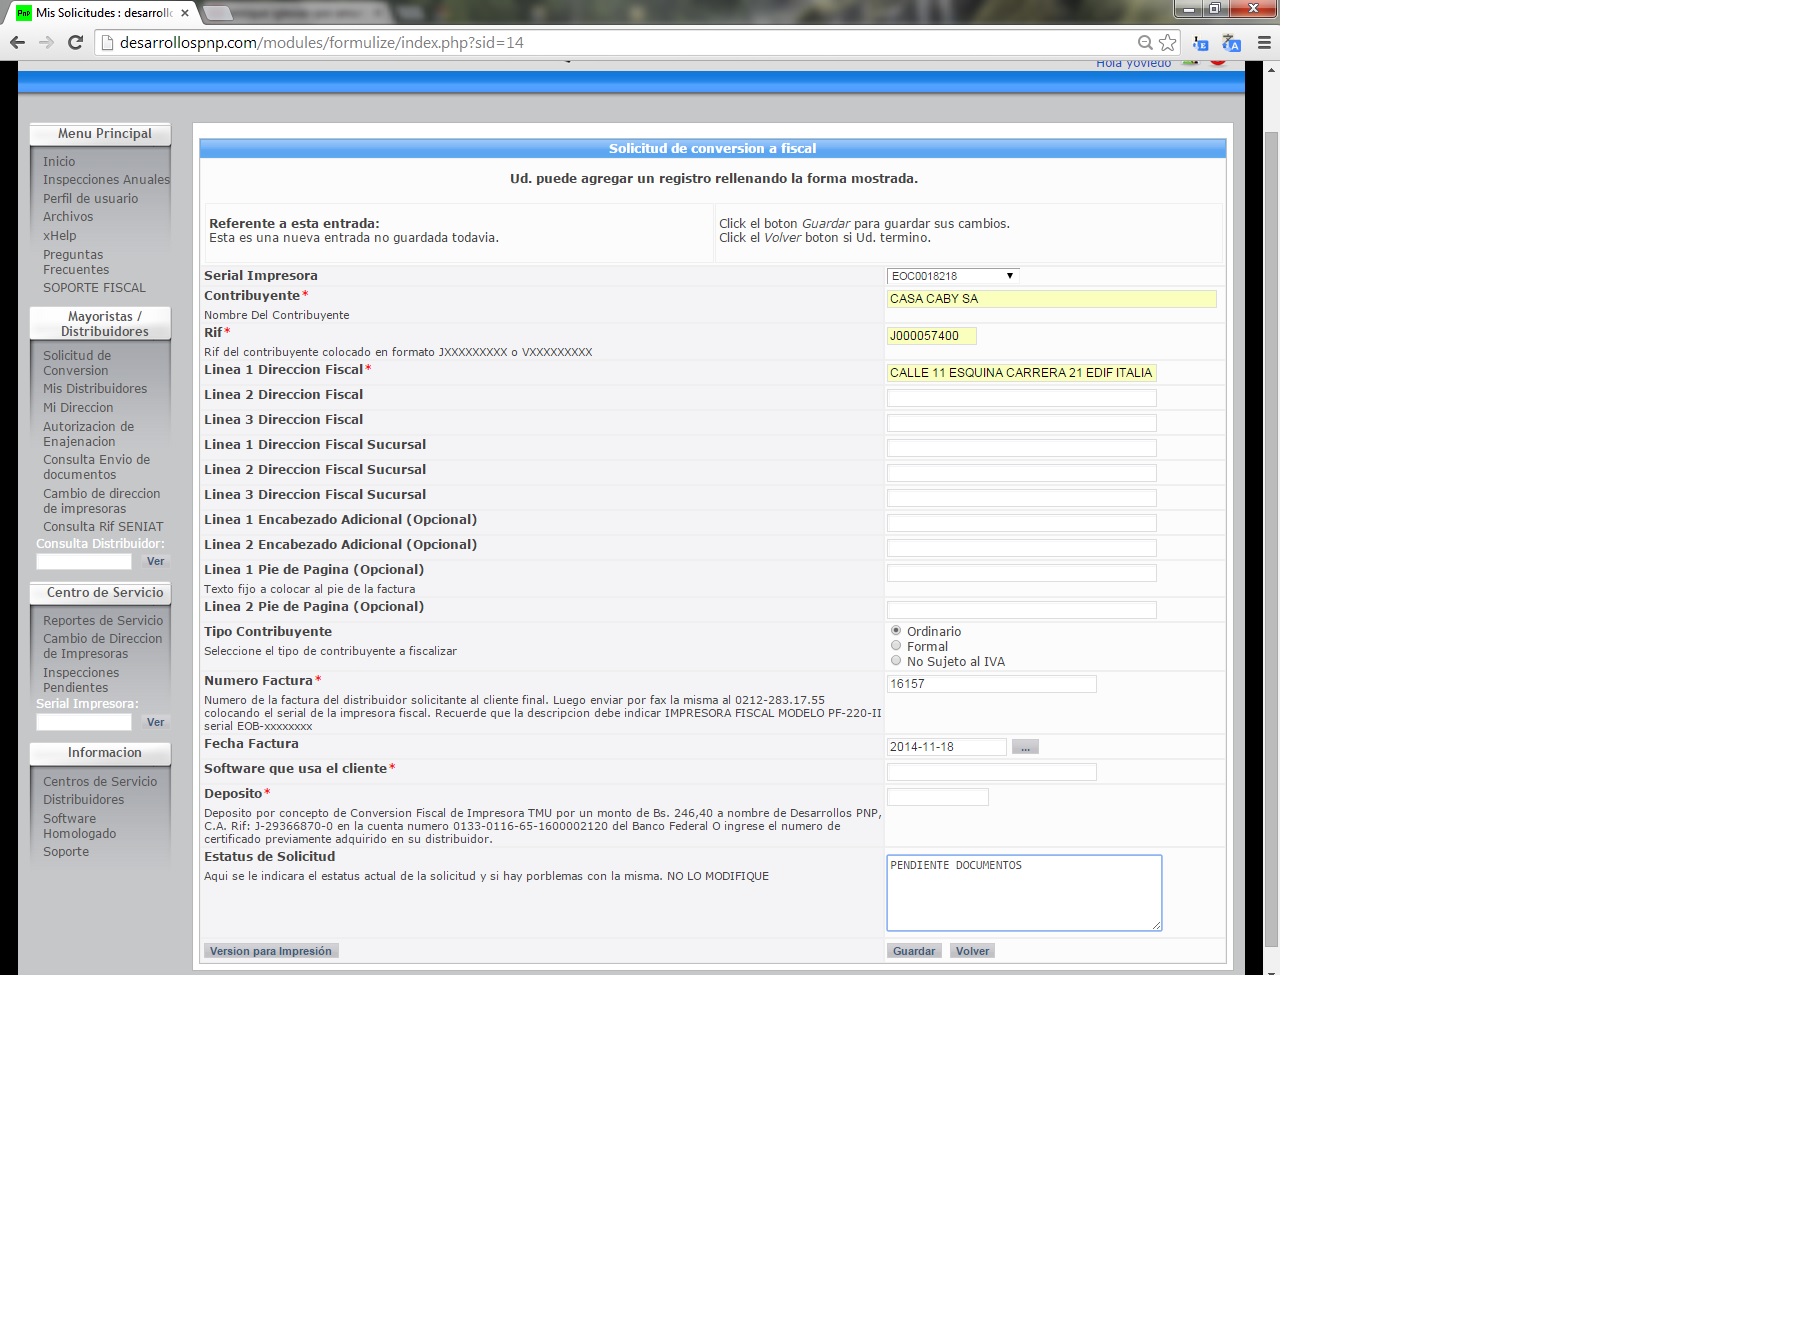 Mis Solicitudes : desarroll
desarrollospnp.com/modules/formulize/index.php?sid=14
Hola yoviedo
Menu Principal
Inicio
Inspecciones Anuales
Perfil de usuario
Archivos
xHelp
Preguntas
Frecuentes
SOPORTE FISCAL
Mayoristas /
Distribuidores
Solicitud de
Conversion
Mis Distribuidores
Mi Direccion
Autorizacion de
Enajenacion
Consulta Envio de
documentos
Cambio de direccion
de impresoras
Consulta Rif SENIAT
Consulta Distribuidor:
Ver
Centro de Servicio
Reportes de Servicio
Cambio de Direccion
de Impresoras
Inspecciones
Pendientes
Serial Impresora:
Ver
Informacion
Centros de Servicio
Distribuidores
Software
Homologado
Soporte
Solicitud de conversion a fiscal
Ud. puede agregar un registro rellenando la forma mostrada.
Referente a esta entrada:
Esta es una nueva entrada no guardada todavia.
Click el boton Guardar para guardar sus cambios.
Click el Volver boton si Ud. termino.
Serial Impresora
EOC0018218
Contribuyente*
Nombre Del Contribuyente
CASA CABY SA
Rif*
Rif del contribuyente colocado en formato JXXXXXXXXX o VXXXXXXXXX
J000057400
Linea 1 Direccion Fiscal*
CALLE 11 ESQUINA CARRERA 21 EDIF ITALIA
Linea 2 Direccion Fiscal
Linea 3 Direccion Fiscal
Linea 1 Direccion Fiscal Sucursal
Linea 2 Direccion Fiscal Sucursal
Linea 3 Direccion Fiscal Sucursal
Linea 1 Encabezado Adicional (Opcional)
Linea 2 Encabezado Adicional (Opcional)
Linea 1 Pie de Pagina (Opcional)
Texto fijo a colocar al pie de la factura
Linea 2 Pie de Pagina (Opcional)
Tipo Contribuyente
Seleccione el tipo de contribuyente a fiscalizar
Ordinario
Formal
No Sujeto al IVA
Numero Factura*
Numero de la factura del distribuidor solicitante al cliente final. Luego enviar por fax la misma al 0212-283.17.55
colocando el serial de la impresora fiscal. Recuerde que la descripcion debe indicar IMPRESORA FISCAL MODELO PF-220-II
serial EOB-xxxxxxxx
16157
Fecha Factura
2014-11-18
...
Software que usa el cliente*
Deposito*
Deposito por concepto de Conversion Fiscal de Impresora TMU por un monto de Bs. 246,40 a nombre de Desarrollos PNP,
C.A. Rif: J-29366870-0 en la cuenta numero 0133-0116-65-1600002120 del Banco Federal O ingrese el numero de
certificado previamente adquirido en su distribuidor.
Estatus de Solicitud
Aqui se le indicara el estatus actual de la solicitud y si hay porblemas con la misma. NO LO MODIFIQUE
PENDIENTE DOCUMENTOS
Version para Impresión
Guardar
Volver